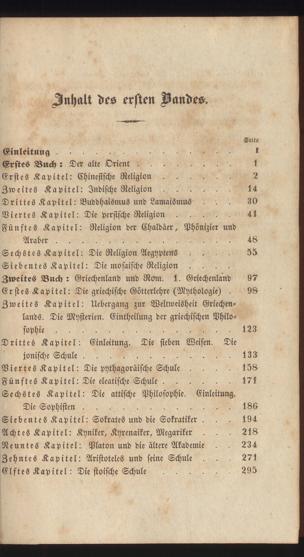 Inhalt des ersten Bandes.
Seite
Einleitung . . . . . . . . . . . 1
Erstes Buch: Der alte Orient . . . . . . 1
Erstes Kapitel: Chinesische Religion . . . . . 2
Zweites Kapitel: Indische Religion . . . . . 14
Drittes Kapitel: Buddhaismus und Lamaismus . . . 30
Viertes Kapitel: Die persische Religion . . . . 41
Fünftes Kapitel: Religion der Chaldäer, Phönizier und
Araber . . . . . . . . . . 48
Sechstes Kapitel: Die Religion Aegyptens . . . . 55
Siebentes Kapitel: Die mosaische Religion
Zweites Buch: Griechenland und Rom. 1. Griechenland 97
Erstes Kapitel: Die griechische Götterlehre (Mythologie) . 98
Zweites Kapitel: Uebergang zur Weltweisheit Griechen-
lands. Die Mysterien. Eintheilung der griechischen Philo-
sophie . . . . . . . . . . 123
Drittes Kapitel: Einleitung. Die sieben Weisen. Die
jonische Schule . . . . . . . . 133
Viertes Kapitel: Die pythagoräische Schule . . . 158
Fünftes Kapitel: Die eleatische Schule . . . . 171
Sechstes Kapitel: Die attische Philosophie. Einleitung.
Die Sophisten . . . . . . . . 186
Siebentes Kapitel: Sokrates und die Sokratiker . . 194
Achtes Kapitel: Kyniker, Kyrenaiker, Megariker . . 218
Neuntes Kapitel: Platon und die ältere Akademie . . 234
Zehntes Kapitel: Aristoteles und seine Schule . . . 271
Elftes Kapitel: Die stoische Schule . . . . . 295